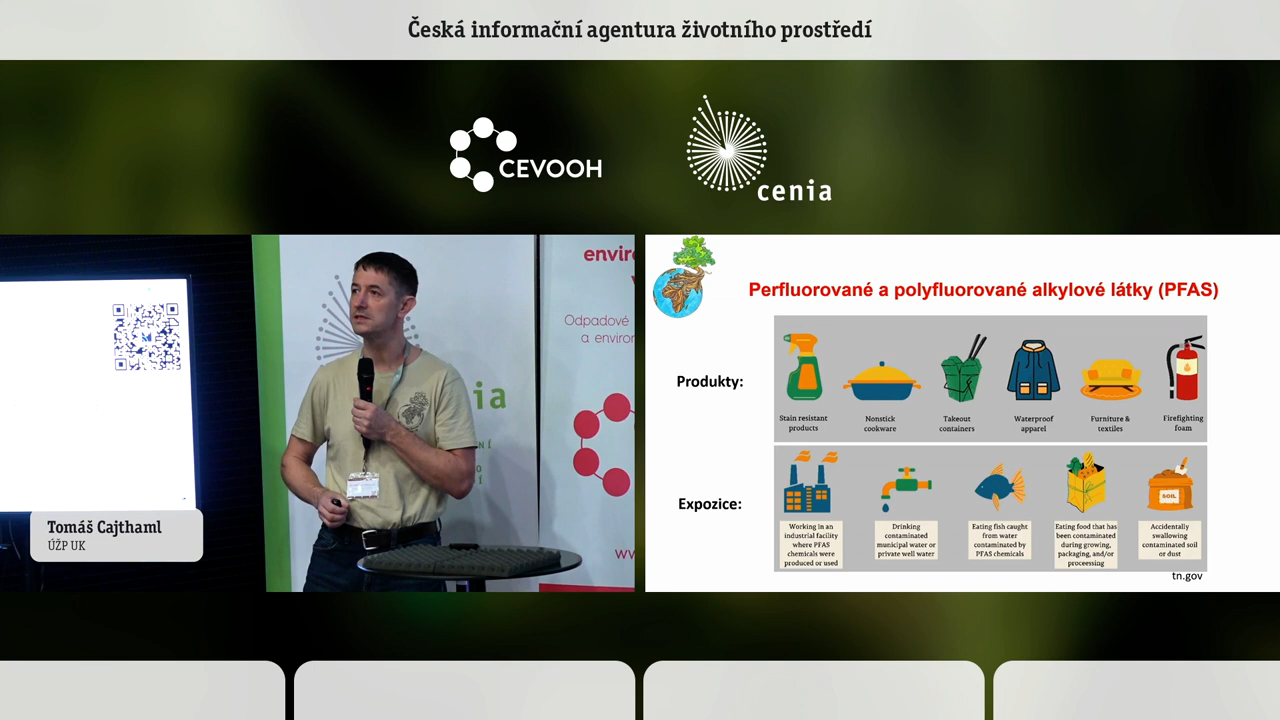 Česká informační agentura životního prostředí
CEVOOH
cenia
envir
Odpadové
a environ
ia
Tomáš Cajthaml
ÚŽP UK
Perfluorované a polyfluorované alkylové látky (PFAS)
Produkty:
Stain resistant
products
Nonstick
cookware
Takeout
containers
Waterproof
apparel
Furniture &
textiles
Firefighting
foam
Expozice:
SOIL
Working in an
industrial facility
where PFAS
chemicals were
produced or used
Drinking
contaminated
municipal water or
private well water
Eating fish caught
from water
contaminated by
PFAS chemicals
Eating food that has
been contaminated
during growing,
packaging, and/or
proceessing
Accidentally
swallowing
contaminated soil
or dust
tn.gov